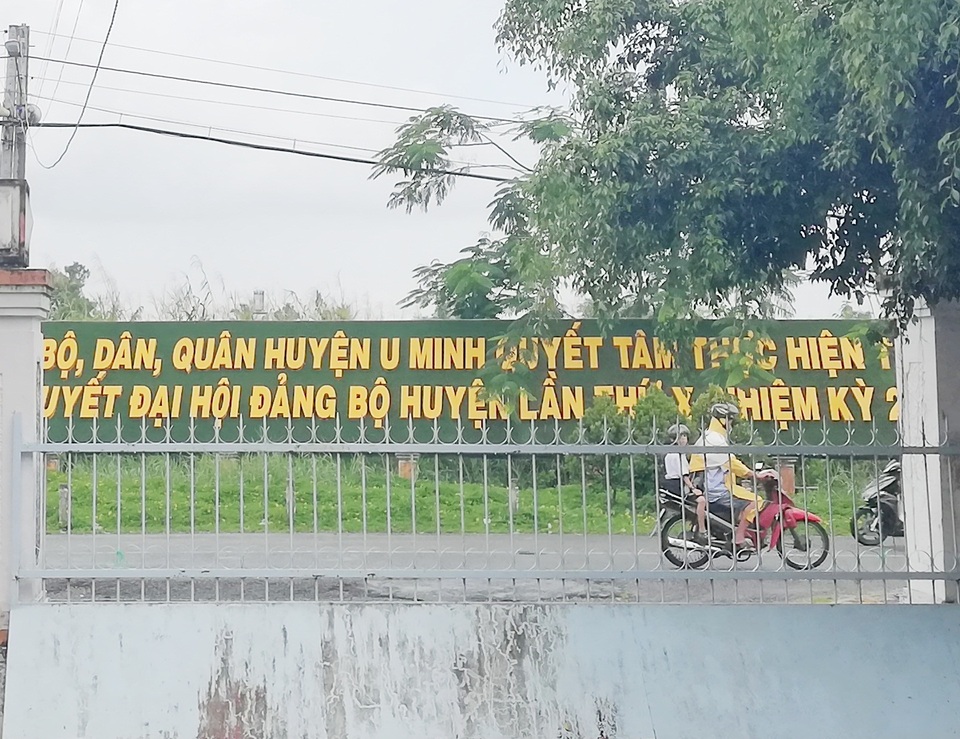 BỘ, DÂN, QUÂN HUYỆN U MINH QUYẾT TÂM THỰC HIỆN
UYẾT ĐẠI HỘI ĐẢNG BỘ HUYỆN LẦN THỨ X NHIỆM KỲ 2